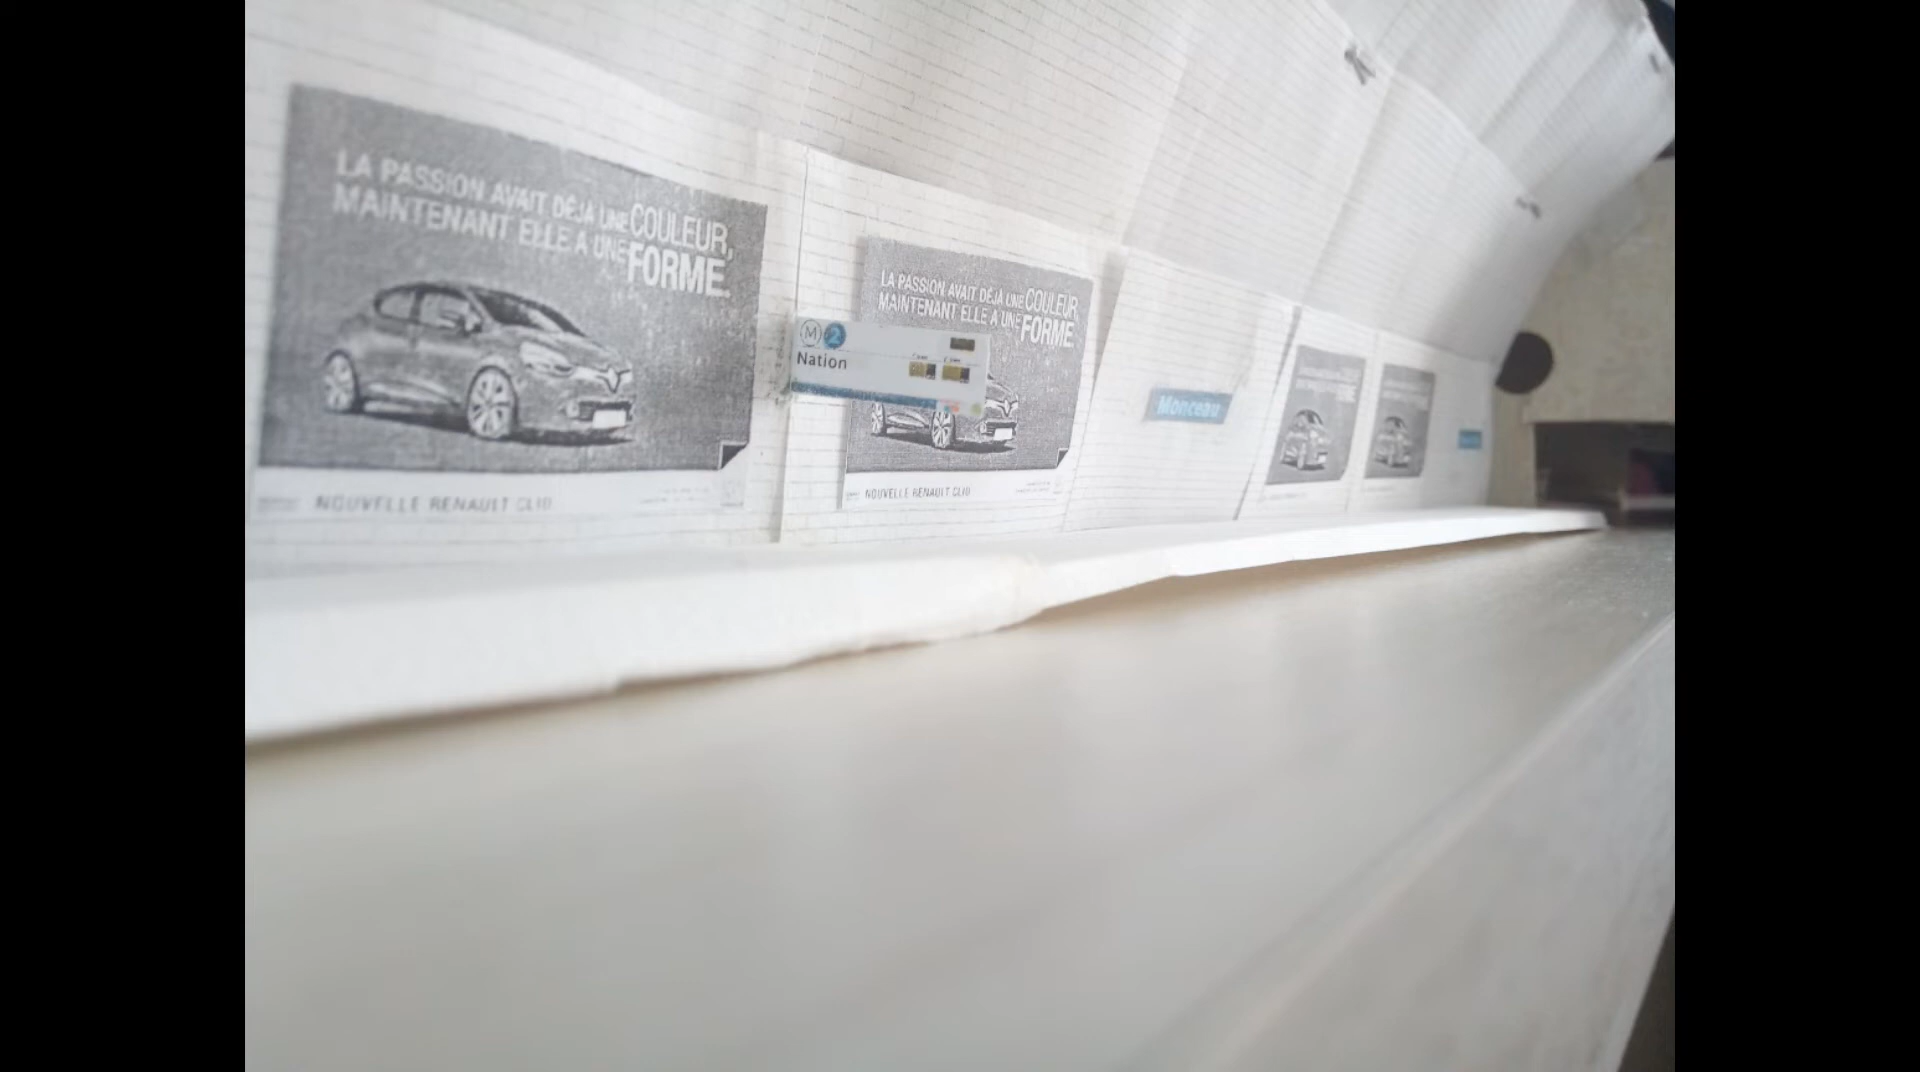 LA PASSION AVAIT DÉJÀ UNE COULEUR,
MAINTENANT ELLE A UNE FORME.
NOUVELLE RENAULT CLIO
M 2
Nation
LA PASSION AVAIT DÉJÀ UNE COULEUR,
MAINTENANT ELLE A UNE FORME.
NOUVELLE RENAULT CLIO
Monceau